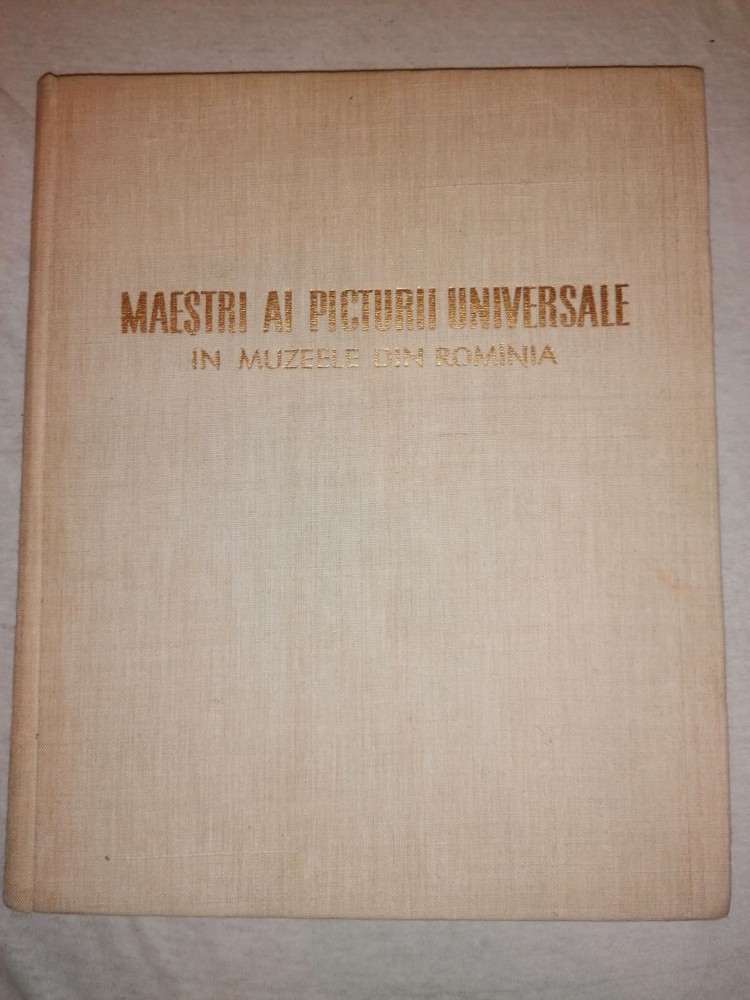 MAEȘTRI AI PICTURII UNIVERSALE
IN MUZEELE DIN ROMÎNIA